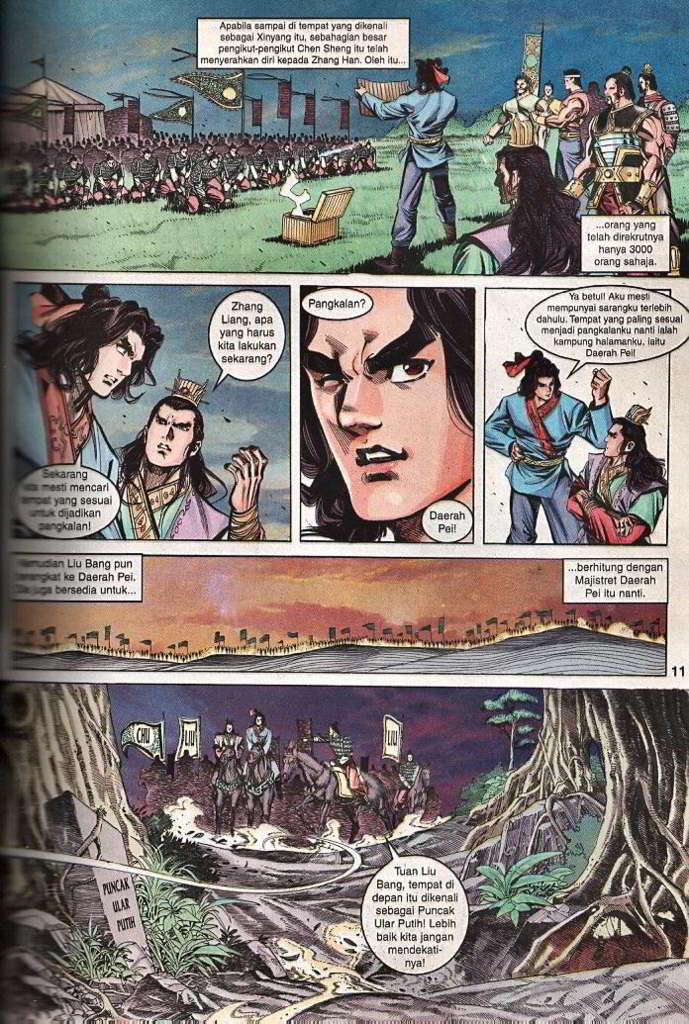 Apabila sampai di tempat yang dikenali
sebagai Xinyang itu, sebahagian besar
pengikut-pengikut Chen Sheng itu telah
menyerahkan diri kepada Zhang Han. Oleh itu...
...orang yang
telah direkrutnya
hanya 3000
orang sahaja.
Zhang
Liang, apa
yang harus
kita lakukan
sekarang?
Sekarang
kita mesti mencari
tempat yang sesuai
untuk dijadikan
pangkalan!
Pangkalan?
Daerah
Pei!
Ya betul! Aku mesti
mempunyai sarangku terlebih
dahulu. Tempat yang paling sesuai
menjadi pangkalanku nanti ialah
kampung halamanku, iaitu
Daerah Pei!
Kemudian Liu Bang pun
berangkat ke Daerah Pei.
Dia juga bersedia untuk...
...berhitung dengan
Majistret Daerah
Pei itu nanti.
11
CHU
LIU
LIU
PUNCAK
ULAR
PUTIH
Tuan Liu
Bang, tempat di
depan itu dikenali
sebagai Puncak
Ular Putih! Lebih
baik kita jangan
mendekati-
nya!